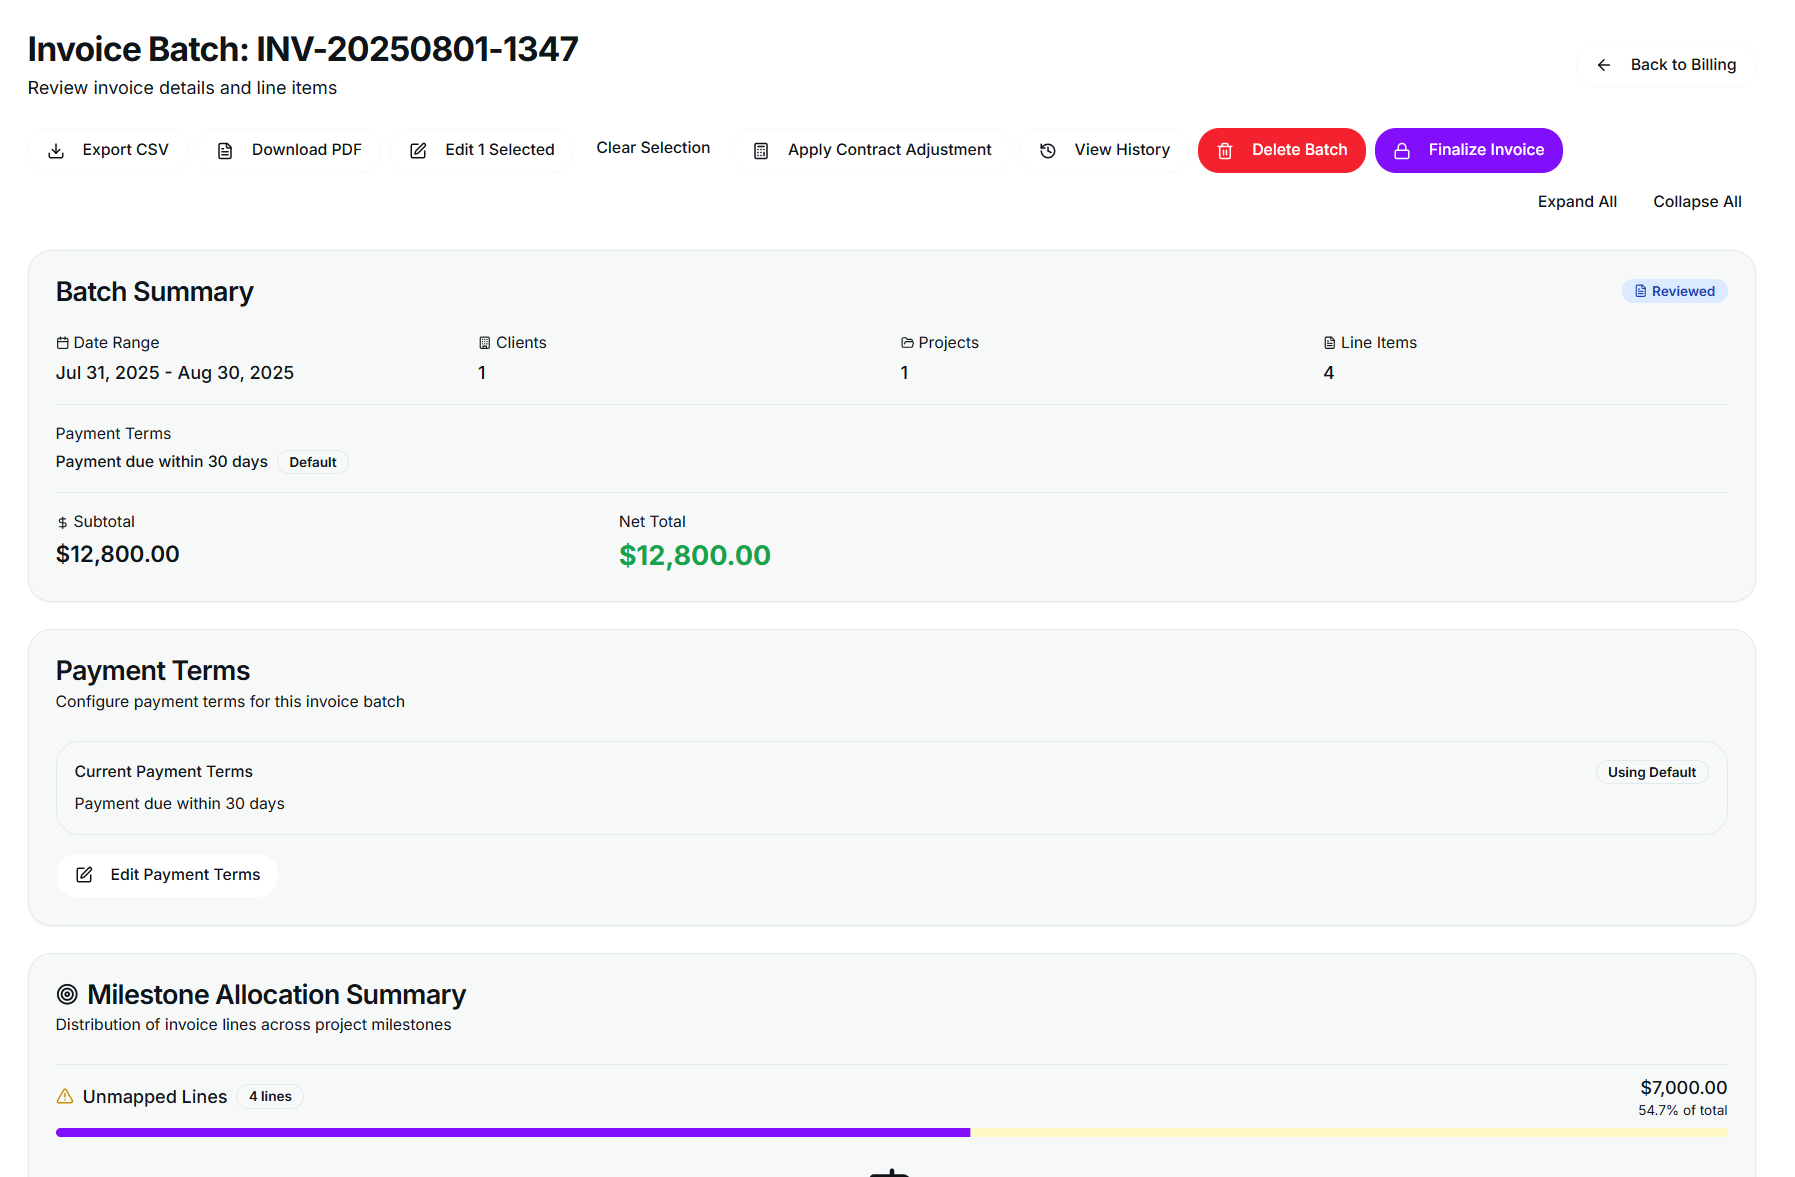 Invoice Batch: INV-20250801-1347
Review invoice details and line items
Back to Billing
Export CSV
Download PDF
Edit 1 Selected
Clear Selection
Apply Contract Adjustment
View History
Delete Batch
Finalize Invoice
Expand All
Collapse All
Batch Summary
Reviewed
Date Range
Clients
Projects
Line Items
Jul 31, 2025 - Aug 30, 2025
1
1
4
Payment Terms
Payment due within 30 days
Default
Subtotal
Net Total
$12,800.00
$12,800.00
Payment Terms
Configure payment terms for this invoice batch
Current Payment Terms
Using Default
Payment due within 30 days
Edit Payment Terms
Milestone Allocation Summary
Distribution of invoice lines across project milestones
Unmapped Lines
4 lines
$7,000.00
54.7% of total